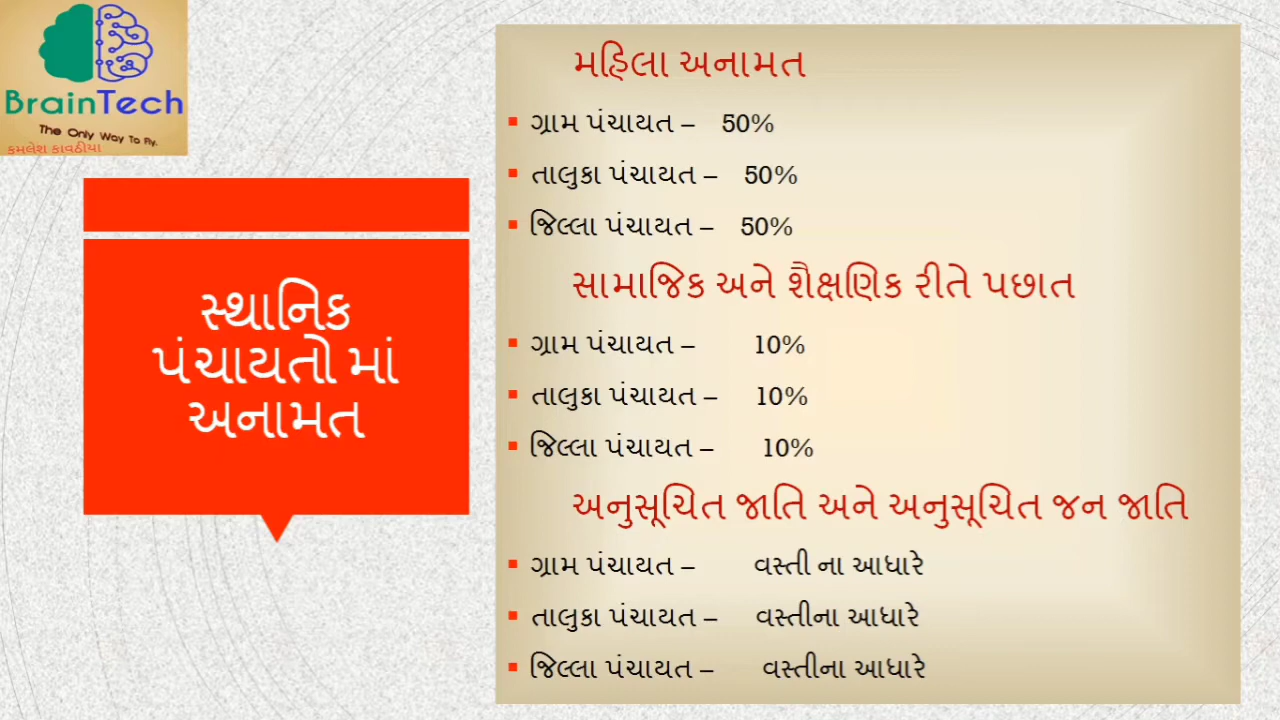 BrainTech
The Only Way To Fly.
કમલેશ કાવઠીયા
સ્થાનિક
પંચાયતો માં
અનામત
મહિલા અનામત
ગ્રામ પંચાયત – 50%
તાલુકા પંચાયત – 50%
જિલ્લા પંચાયત – 50%
સામાજિક અને શૈક્ષણિક રીતે પછાત
ગ્રામ પંચાયત – 10%
તાલુકા પંચાયત – 10%
જિલ્લા પંચાયત – 10%
અનુસૂચિત જાતિ અને અનુસૂચિત જન જાતિ
ગ્રામ પંચાયત – વસ્તી ના આધારે
તાલુકા પંચાયત – વસ્તીના આધારે
જિલ્લા પંચાયત – વસ્તીના આધારે